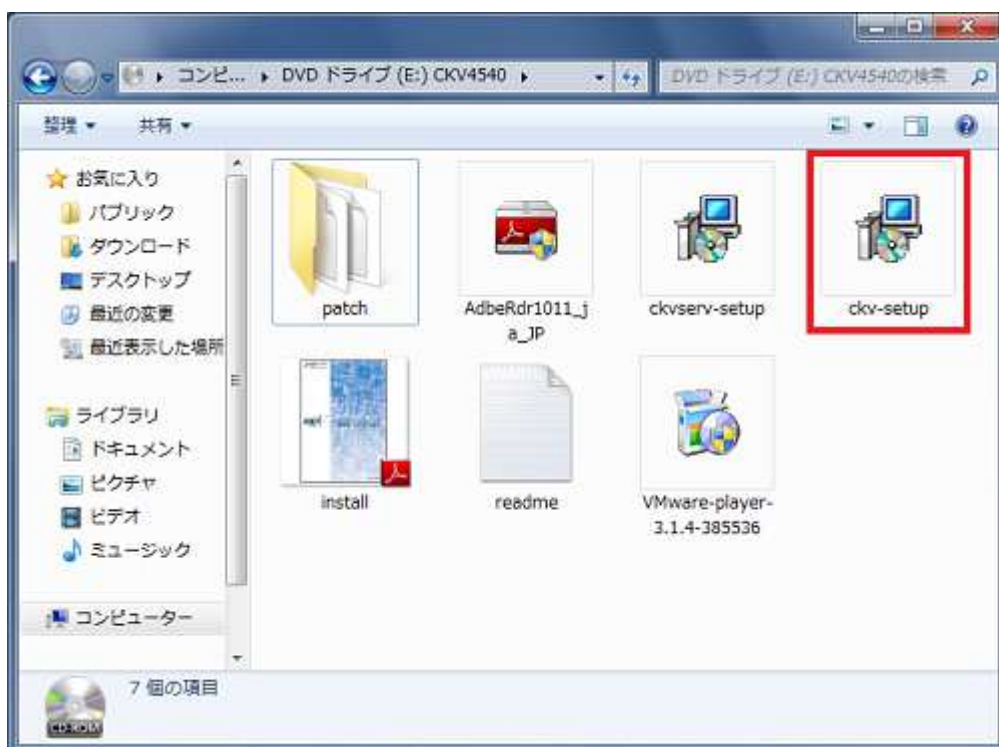 コンピ... ▸ DVD ドライブ (E:) CKV4540 ▸
DVD ドライブ (E:) CKV4540の検索
整理 共有
お気に入り
パブリック
ダウンロード
デスクトップ
最近の変更
最近表示した場所
ライブラリ
ドキュメント
ピクチャ
ビデオ
ミュージック
コンピューター
patch
AdbeRdr1011_j
a_JP
ckvserv-setup
ckv-setup
install
readme
VMware-player-
3.1.4-385536
7 個の項目
CD-ROM